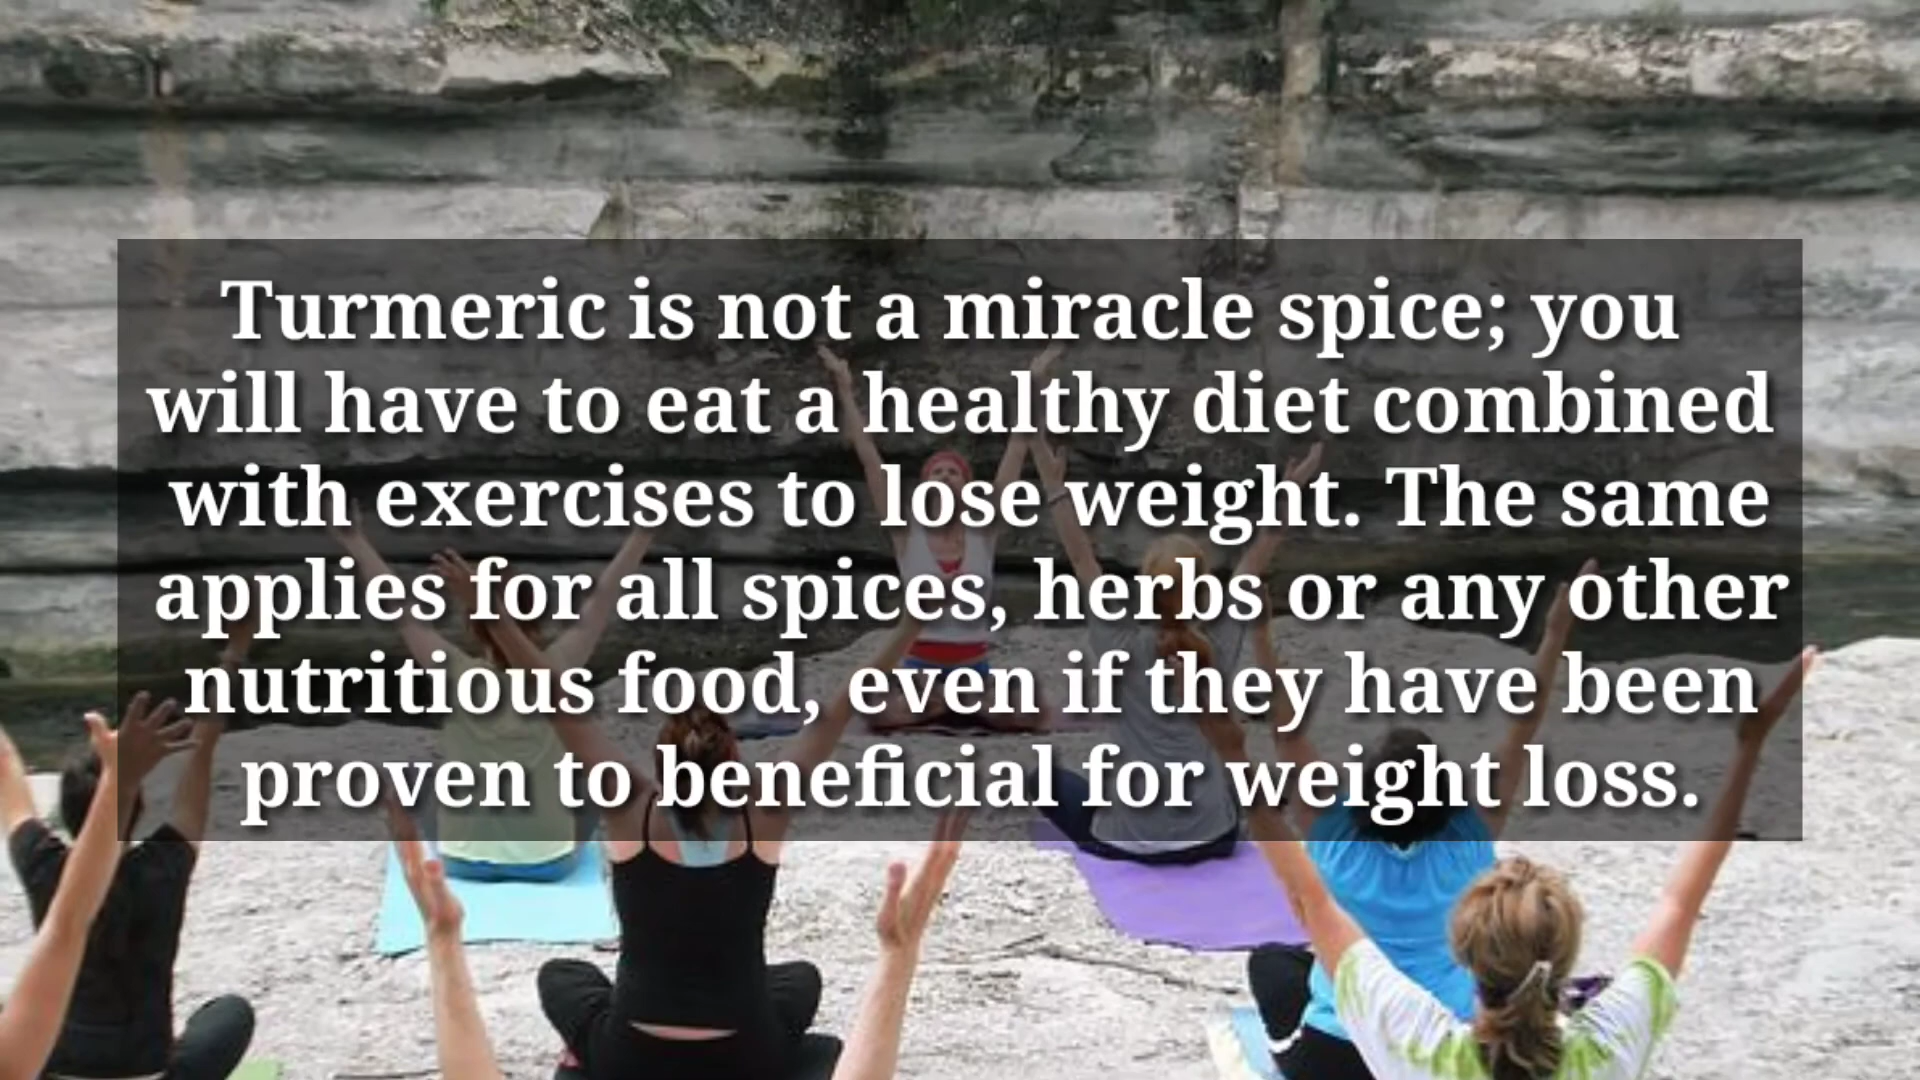 Turmeric is not a miracle spice; you
will have to eat a healthy diet combined
with exercises to lose weight. The same
applies for all spices, herbs or any other
nutritious food, even if they have been
proven to beneficial for weight loss.